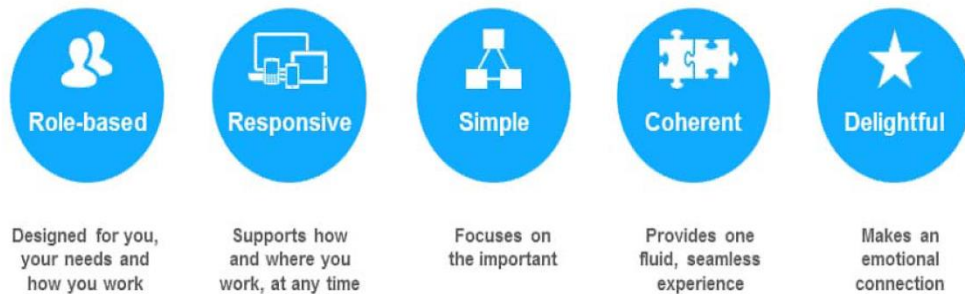 Role-based
Responsive
Simple
Coherent
Delightful
Designed for you,
your needs and
how you work
Supports how
and where you
work, at any time
Focuses on
the important
Provides one
fluid, seamless
experience
Makes an
emotional
connection